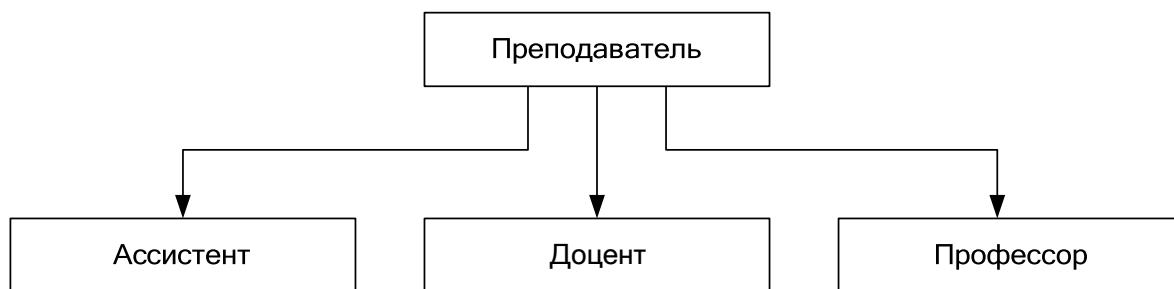 Преподаватель
Ассистент
Доцент
Профессор